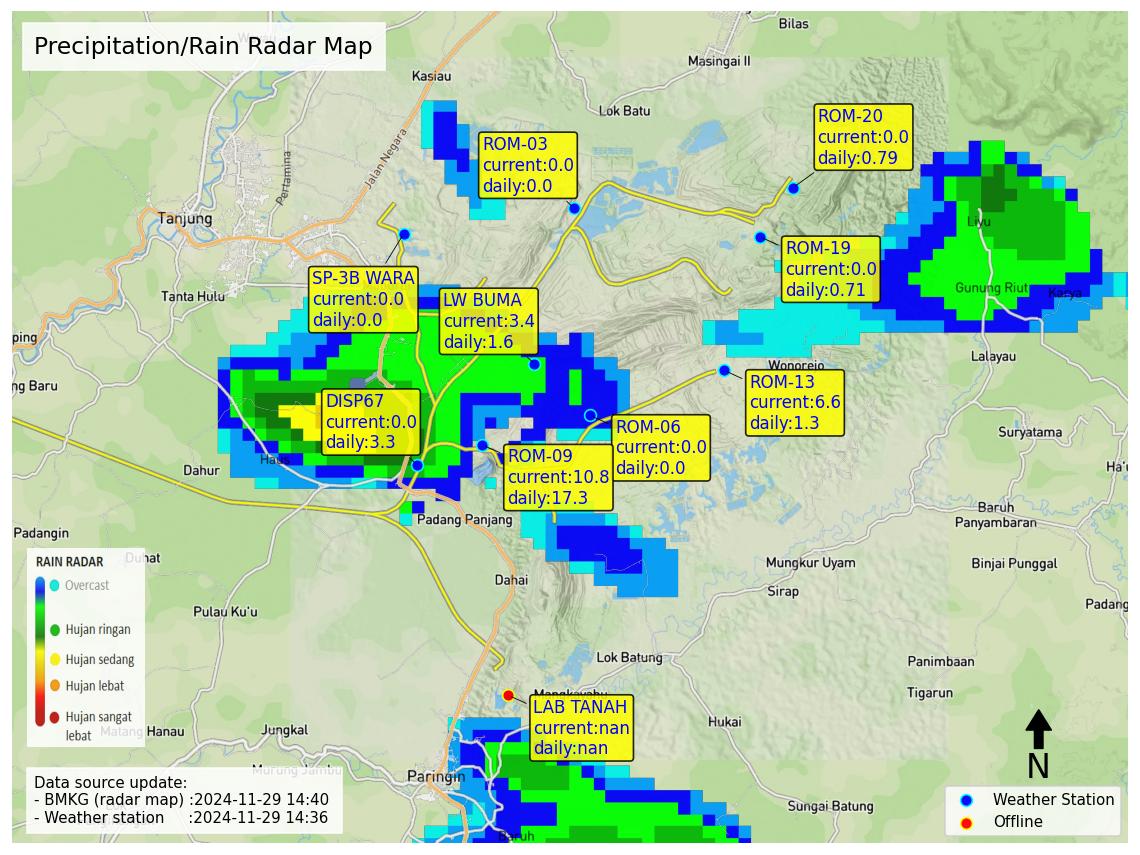 Precipitation/Rain Radar Map
Bilas
Masingai II
Kasiau
Lok Batu
Jalan Negara
Pertamina
Tanjung
Tanta Hulu
ROM-03
current:0.0
daily:0.0
ROM-20
current:0.0
daily:0.79
ROM-19
current:0.0
daily:0.71
Liyu
Gunung Riut
Karya
SP-3B WARA
current:0.0
daily:0.0
LW BUMA
current:3.4
daily:1.6
ping
ng Baru
Lalayau
Wonorejo
ROM-13
current:6.6
daily:1.3
DISP67
current:0.0
daily:3.3
ROM-06
current:0.0
daily:0.0
ROM-09
current:10.8
daily:17.3
Suryatama
Ha'u
Dahur
Haus
Padang Panjang
Baruh
Panyambaran
Padangin
Duhat
Binjai Punggal
Mungkur Uyam
Dahai
Sirap
Padang
Pulau Ku'u
RAIN RADAR
Overcast
Hujan ringan
Hujan sedang
Hujan lebat
Hujan sangat
lebat
Lok Batung
Panimbaan
Tigarun
Mangkayahu
LAB TANAH
current:nan
daily:nan
Hukai
Matang Hanau
Jungkal
Murung Jambu
Paringin
Baruh
Sungai Batung
Data source update:
- BMKG (radar map) :2024-11-29 14:40
- Weather station :2024-11-29 14:36
N
Weather Station
Offline